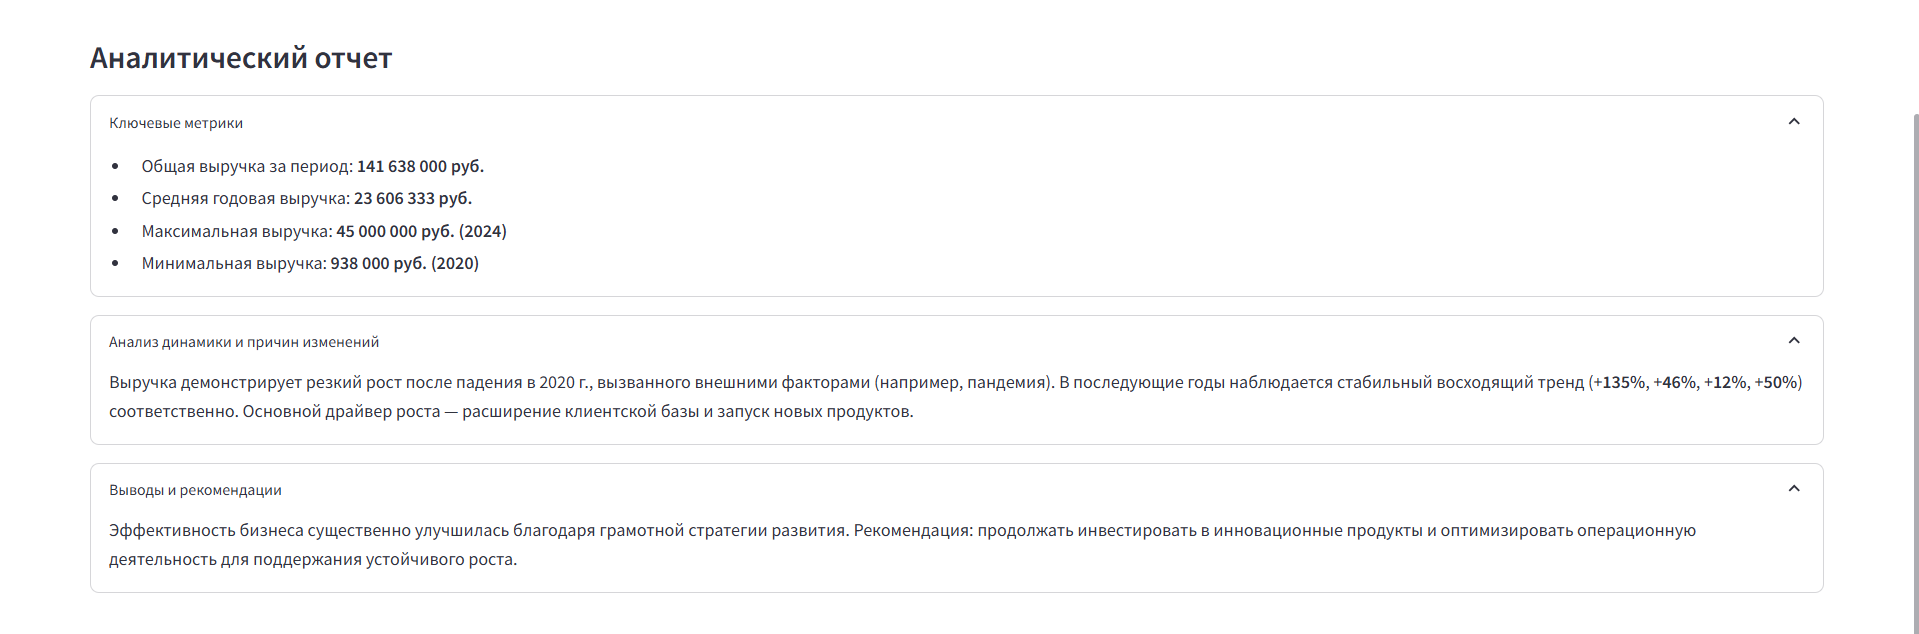 Аналитический отчет
Ключевые метрики
• Общая выручка за период: 141 638 000 руб.
• Средняя годовая выручка: 23 606 333 руб.
• Максимальная выручка: 45 000 000 руб. (2024)
• Минимальная выручка: 938 000 руб. (2020)
Анализ динамики и причин изменений
Выручка демонстрирует резкий рост после падения в 2020 г., вызванного внешними факторами (например, пандемия). В последующие годы наблюдается стабильный восходящий тренд (+135%, +46%, +12%, +50%)
соответственно. Основной драйвер роста — расширение клиентской базы и запуск новых продуктов.
Выводы и рекомендации
Эффективность бизнеса существенно улучшилась благодаря грамотной стратегии развития. Рекомендация: продолжать инвестировать в инновационные продукты и оптимизировать операционную
деятельность для поддержания устойчивого роста.